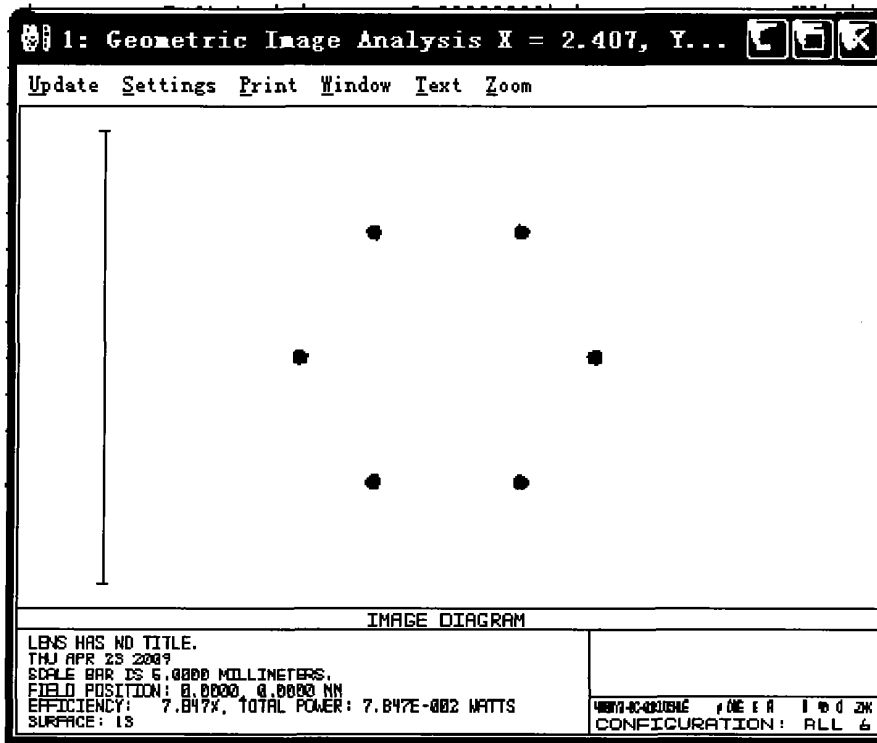 1: Geometric Image Analysis X = 2.407, Y...
Update Settings Print Window Text Zoom
IMAGE DIAGRAM
LENS HAS NO TITLE.
THU APR 23 2009
SCALE BAR IS 5.0000 MILLIMETERS.
FIELD POSITION: 0.0000, 0.0000 MM
EFFICIENCY: 7.847%, TOTAL POWER: 7.847E-002 WATTS
SURFACE: 13
CONFIGURATION: ALL 6